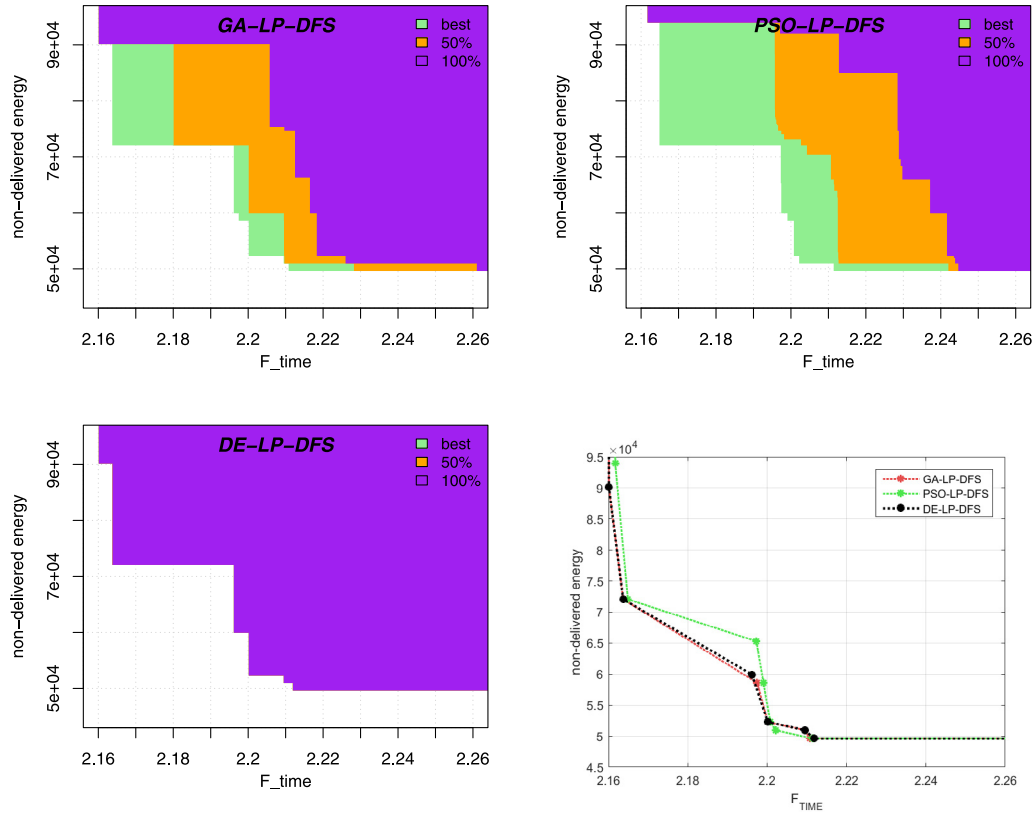 GA-LP-DFS
best
50%
100%
non-delivered energy
9e+04
7e+04
5e+04
2.16 2.18 2.2 2.22 2.24 2.26
F_time
PSO-LP-DFS
best
50%
100%
non-delivered energy
9e+04
7e+04
5e+04
2.16 2.18 2.2 2.22 2.24 2.26
F_time
DE-LP-DFS
best
50%
100%
non-delivered energy
9e+04
7e+04
5e+04
2.16 2.18 2.2 2.22 2.24 2.26
F_time
×10^4
GA-LP-DFS
PSO-LP-DFS
DE-LP-DFS
non-delivered energy
9.5
9
8.5
8
7.5
7
6.5
6
5.5
5
4.5
2.16 2.18 2.2 2.22 2.24 2.26
F_TIME